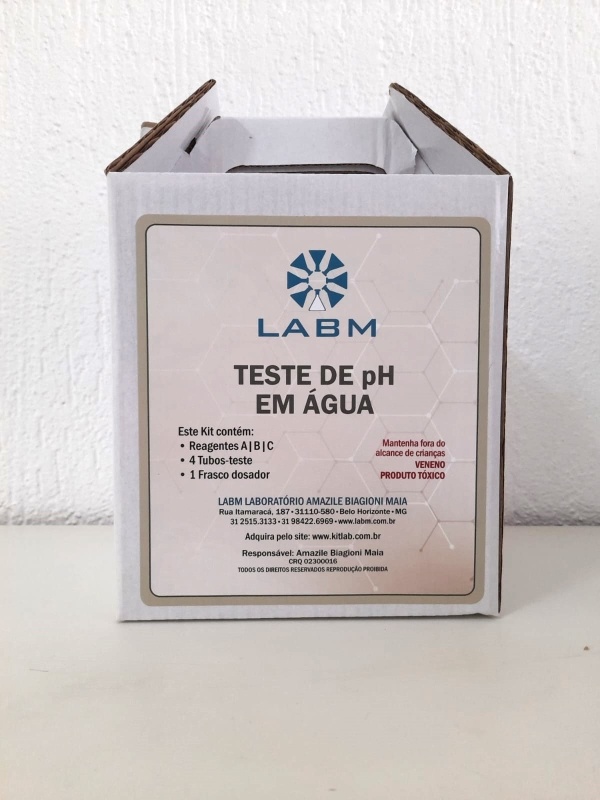 LABM
TESTE DE pH
EM ÁGUA
Este Kit contém:
• Reagentes A|B|C
• 4 Tubos-teste
• 1 Frasco dosador
Mantenha fora do
alcance de crianças
VENENO
PRODUTO TÓXICO
LABM LABORATÓRIO AMAZILE BIAGIONI MAIA
Rua Itamaracá, 187 • 31110-580 • Belo Horizonte • MG
31 2515.3133 • 31 98422.6969 • www.labm.com.br
Adquira pelo site: www.kitlab.com.br
Responsável: Amazile Biagioni Maia
CRQ 02300016
TODOS OS DIREITOS RESERVADOS REPRODUÇÃO PROIBIDA